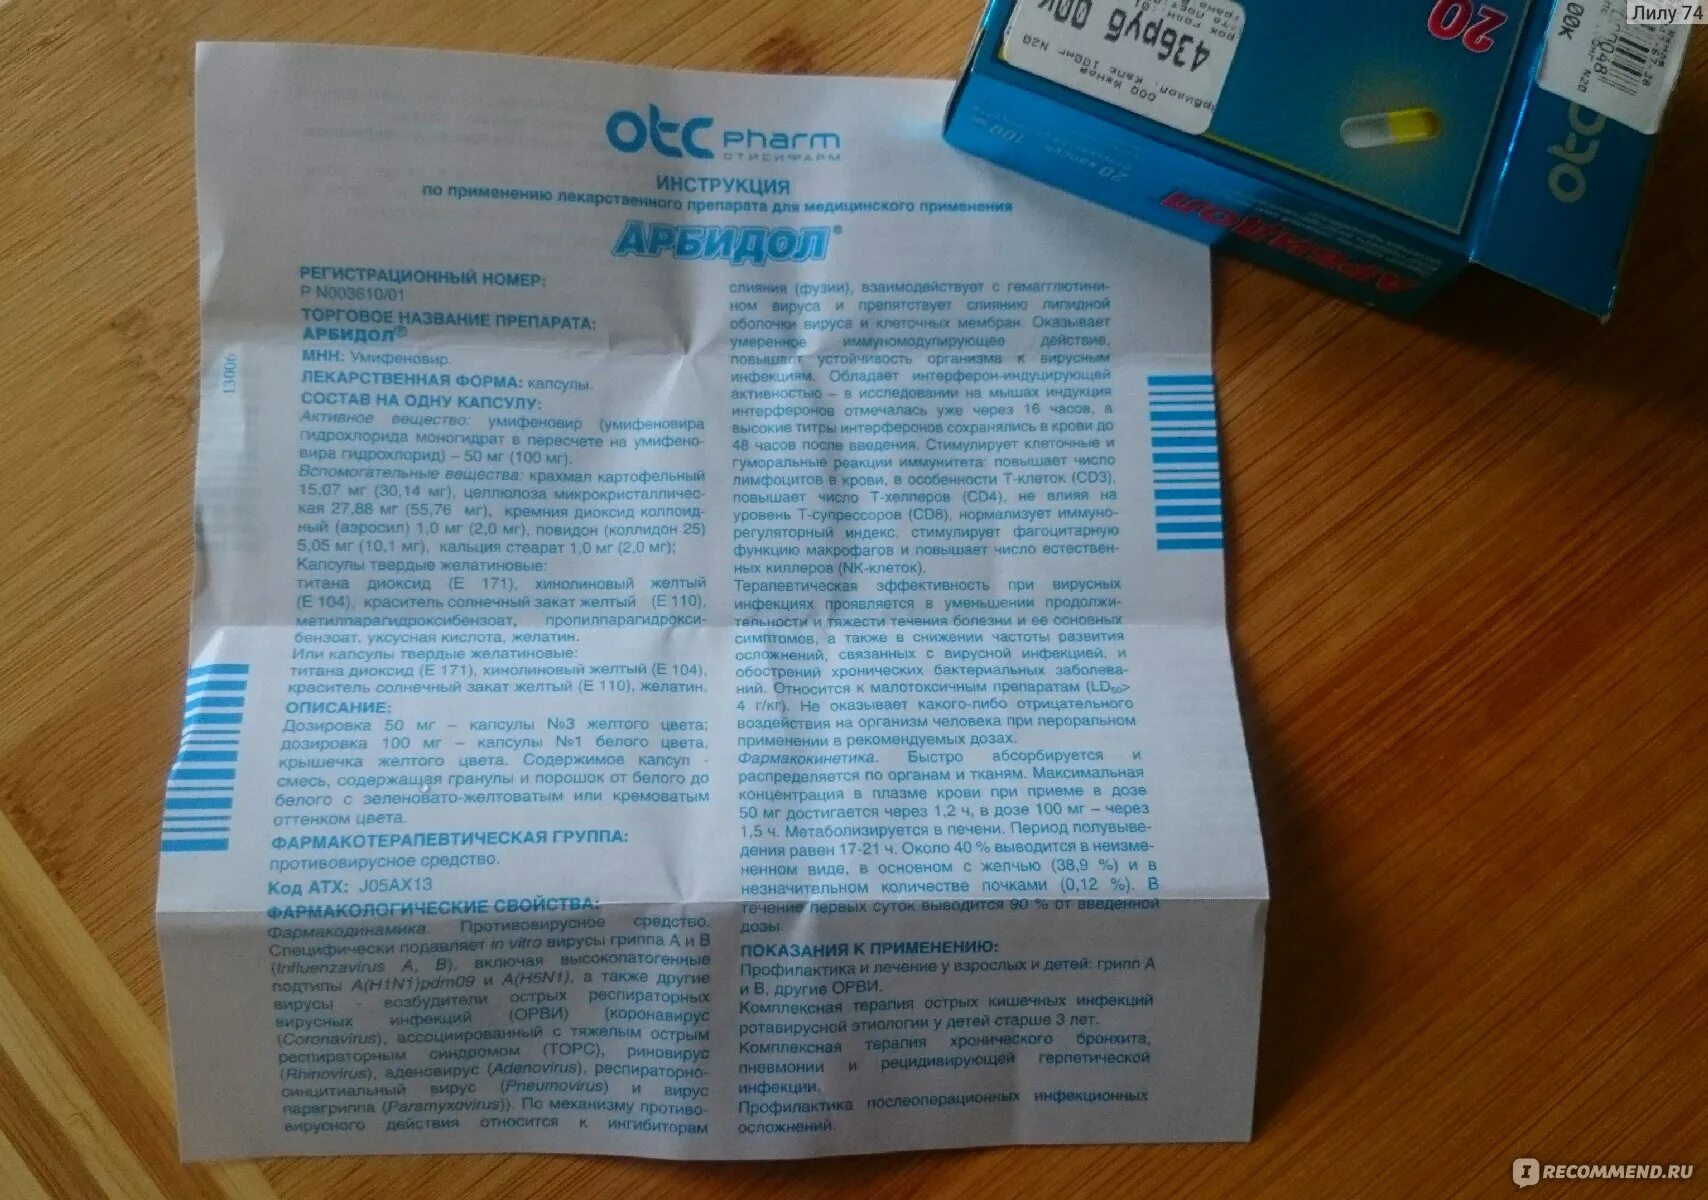 Лилу 74
otc pharm
ОТИСИФАРМ
ИНСТРУКЦИЯ
по применению лекарственного препарата для медицинского применения
АРБИДОЛ®
РЕГИСТРАЦИОННЫЙ НОМЕР:
Р N003610/01
ТОРГОВОЕ НАЗВАНИЕ ПРЕПАРАТА:
АРБИДОЛ®
МНН: Умифеновир.
ЛЕКАРСТВЕННАЯ ФОРМА: капсулы.
СОСТАВ НА ОДНУ КАПСУЛУ:
Активное вещество: умифеновир (умифеновира
гидрохлорида моногидрат в пересчете на умифено-
вира гидрохлорид) – 50 мг (100 мг).
Вспомогательные вещества: крахмал картофельный
15,07 мг (30,14 мг), целлюлоза микрокристалличес-
кая 27,88 мг (55,76 мг), кремния диоксид коллоид-
ный (аэросил) 1,0 мг (2,0 мг), повидон (коллидон 25)
5,05 мг (10,1 мг), кальция стеарат 1,0 мг (2,0 мг);
Капсулы твердые желатиновые:
титана диоксид (Е 171), хинолиновый желтый
(Е 104), краситель солнечный закат желтый (Е 110),
метилпарагидроксибензоат, пропилпарагидрокси-
бензоат, уксусная кислота, желатин.
Или капсулы твердые желатиновые:
титана диоксид (Е 171), хинолиновый желтый (Е 104),
краситель солнечный закат желтый (Е 110), желатин.
ОПИСАНИЕ:
Дозировка 50 мг – капсулы №3 желтого цвета;
дозировка 100 мг – капсулы №1 белого цвета,
крышечка желтого цвета. Содержимое капсул -
смесь, содержащая гранулы и порошок от белого до
белого с зеленовато-желтоватым или кремоватым
оттенком цвета.
ФАРМАКОТЕРАПЕВТИЧЕСКАЯ ГРУППА:
противовирусное средство.
Код АТХ: J05AX13
ФАРМАКОЛОГИЧЕСКИЕ СВОЙСТВА:
Фармакодинамика. Противовирусное средство.
Специфически подавляет in vitro вирусы гриппа А и В
(Influenzavirus A, B), включая высокопатогенные
подтипы A(H1N1)pdm09 и A(H5N1), а также другие
вирусы - возбудители острых респираторных
вирусных инфекций (ОРВИ) (коронавирус
(Coronavirus), ассоциированный с тяжелым острым
респираторным синдромом (ТОРС), риновирус
(Rhinovirus), аденовирус (Adenovirus), респираторно-
синцитиальный вирус (Pneumovirus) и вирус
парагриппа (Paramyxovirus)). По механизму противо-
вирусного действия относится к ингибиторам
слияния (фузии), взаимодействует с гемагглютини-
ном вируса и препятствует слиянию липидной
оболочки вируса и клеточных мембран. Оказывает
умеренное иммуномодулирующее действие,
повышает устойчивость организма к вирусным
инфекциям. Обладает интерферон-индуцирующей
активностью – в исследовании на мышах индукция
интерферонов отмечалась уже через 16 часов, а
высокие титры интерферонов сохранялись в крови до
48 часов после введения. Стимулирует клеточные и
гуморальные реакции иммунитета: повышает число
лимфоцитов в крови, в особенности Т-клеток (CD3),
повышает число Т-хелперов (CD4), не влияя на
уровень Т-супрессоров (CD8), нормализует иммуно-
регуляторный индекс, стимулирует фагоцитарную
функцию макрофагов и повышает число естествен-
ных киллеров (NK-клеток).
Терапевтическая эффективность при вирусных
инфекциях проявляется в уменьшении продолжи-
тельности и тяжести течения болезни и ее основных
симптомов, а также в снижении частоты развития
осложнений, связанных с вирусной инфекцией, и
обострений хронических бактериальных заболева-
ний. Относится к малотоксичным препаратам (LD₅₀>
4 г/кг). Не оказывает какого-либо отрицательного
воздействия на организм человека при пероральном
применении в рекомендуемых дозах.
Фармакокинетика. Быстро абсорбируется и
распределяется по органам и тканям. Максимальная
концентрация в плазме крови при приеме в дозе
50 мг достигается через 1,2 ч, в дозе 100 мг – через
1,5 ч. Метаболизируется в печени. Период полувыве-
дения равен 17-21 ч. Около 40 % выводится в неизме-
ненном виде, в основном с желчью (38,9 %) и в
незначительном количестве почками (0,12 %). В
течение первых суток выводится 90 % от введенной
дозы.
ПОКАЗАНИЯ К ПРИМЕНЕНИЮ:
Профилактика и лечение у взрослых и детей: грипп А
и В, другие ОРВИ.
Комплексная терапия острых кишечных инфекций
ротавирусной этиологии у детей старше 3 лет.
Комплексная терапия хронического бронхита,
пневмонии и рецидивирующей герпетической
инфекции.
Профилактика послеоперационных инфекционных
осложнений.
13006
436руб 00к
ООО Южная
Арбидол. капс 100мг N20
20
100 мг
20 капсул
АРБИДОЛ
otc
00К
RECOMMEND.RU